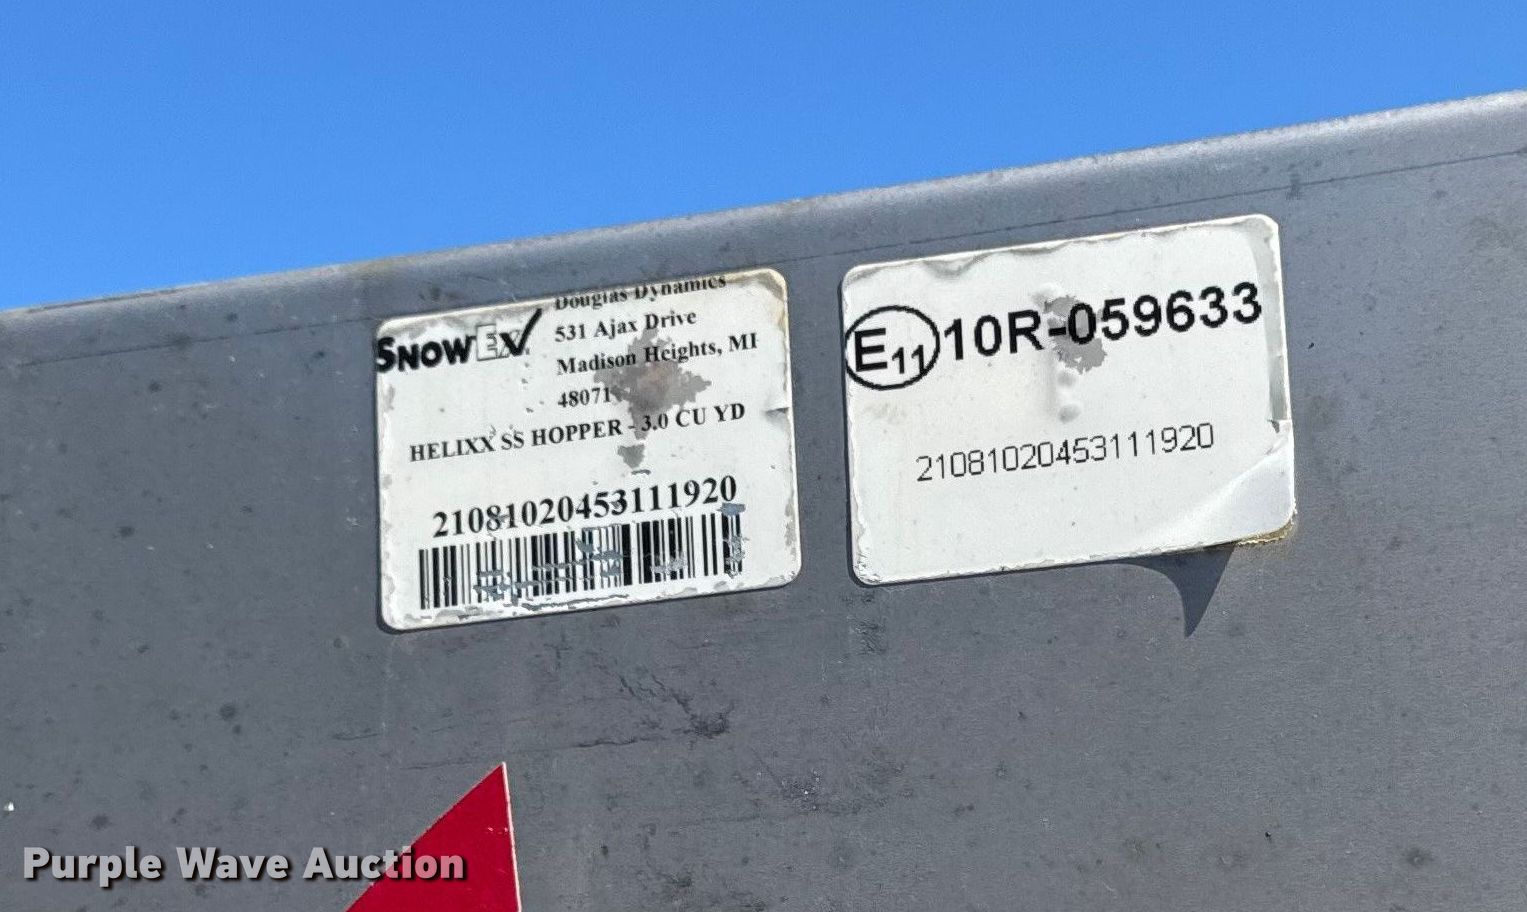 Douglas Dynamics
SNOWEX
531 Ajax Drive
Madison Heights, MI
48071
HELIXX SS HOPPER - 3.0 CU YD
21081020453111920
E11 10R-059633
21081020453111920
Purple Wave Auction